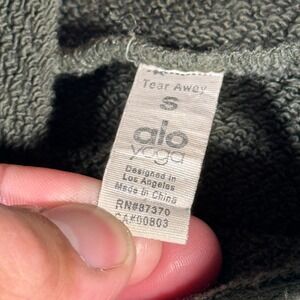 Tear Away
S
alo
yoga
Designed in
Los Angeles
Made in China
RN#87370
CA#00803